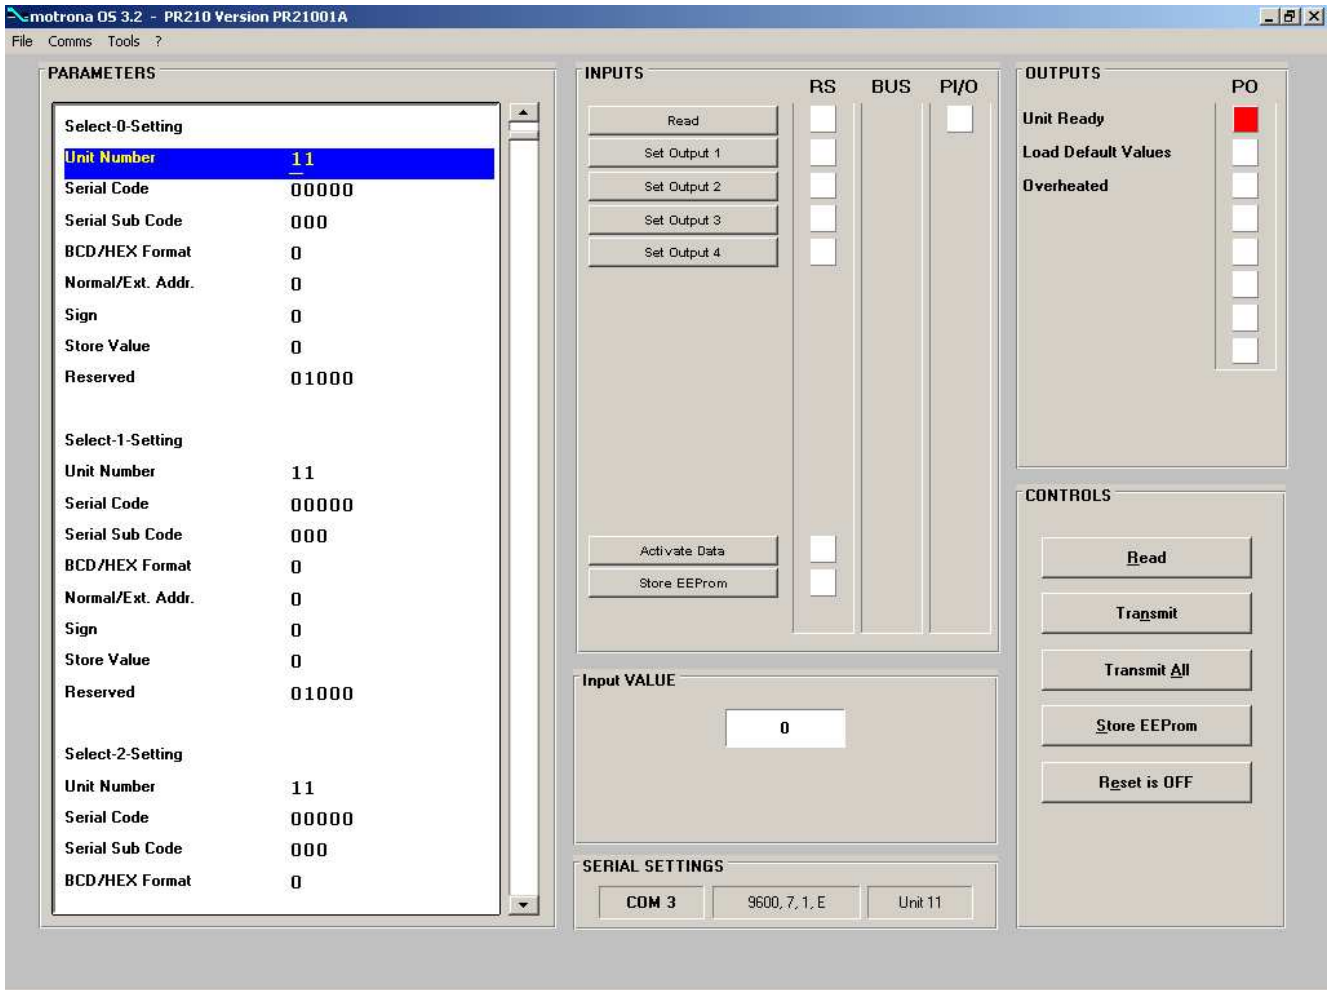 motrona OS 3.2 - PR210 Version PR21001A
File Comms Tools ?
PARAMETERS
Select-0-Setting
Unit Number 11
Serial Code 00000
Serial Sub Code 000
BCD/HEX Format 0
Normal/Ext. Addr. 0
Sign 0
Store Value 0
Reserved 01000
Select-1-Setting
Unit Number 11
Serial Code 00000
Serial Sub Code 000
BCD/HEX Format 0
Normal/Ext. Addr. 0
Sign 0
Store Value 0
Reserved 01000
Select-2-Setting
Unit Number 11
Serial Code 00000
Serial Sub Code 000
BCD/HEX Format 0
INPUTS
RS BUS PI/O
Read
Set Output 1
Set Output 2
Set Output 3
Set Output 4
Activate Data
Store EEProm
Input VALUE
0
SERIAL SETTINGS
COM 3 9600, 7, 1, E Unit 11
OUTPUTS
PO
Unit Ready
Load Default Values
Overheated
CONTROLS
Read
Transmit
Transmit All
Store EEProm
Reset is OFF